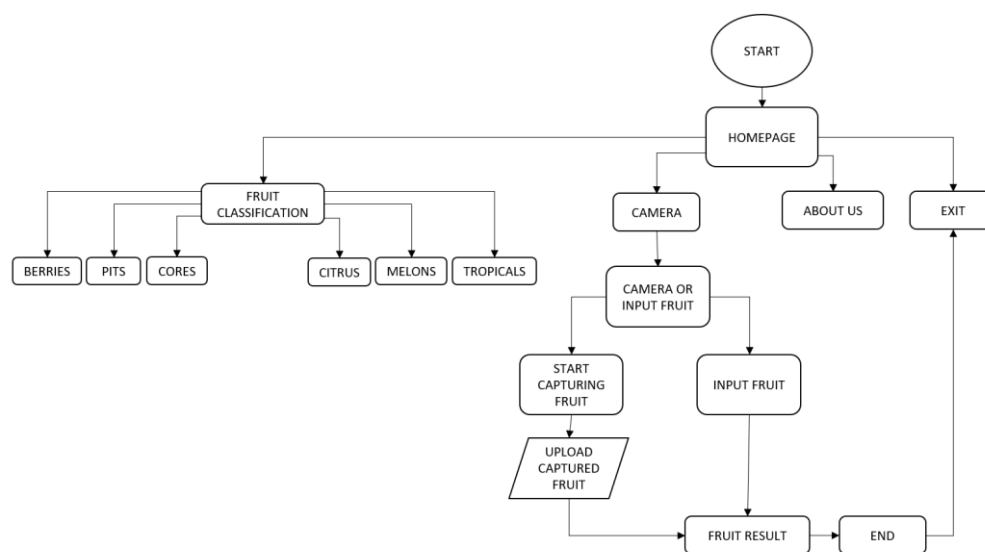 START
HOMEPAGE
FRUIT
CLASSIFICATION
CAMERA
ABOUT US
EXIT
BERRIES
PITS
CORES
CITRUS
MELONS
TROPICALS
CAMERA OR
INPUT FRUIT
START
CAPTURING
FRUIT
INPUT FRUIT
UPLOAD
CAPTURED
FRUIT
FRUIT RESULT
END